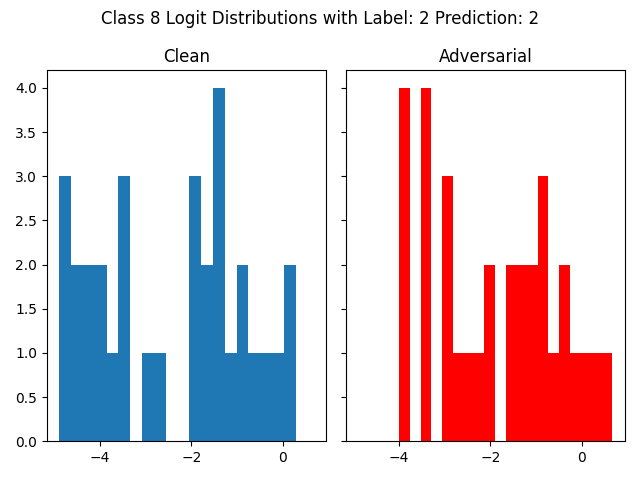 Class 8 Logit Distributions with Label: 2 Prediction: 2
Clean
Adversarial
4.0
3.5
3.0
2.5
2.0
1.5
1.0
0.5
0.0
−4 −2 0
−4 −2 0